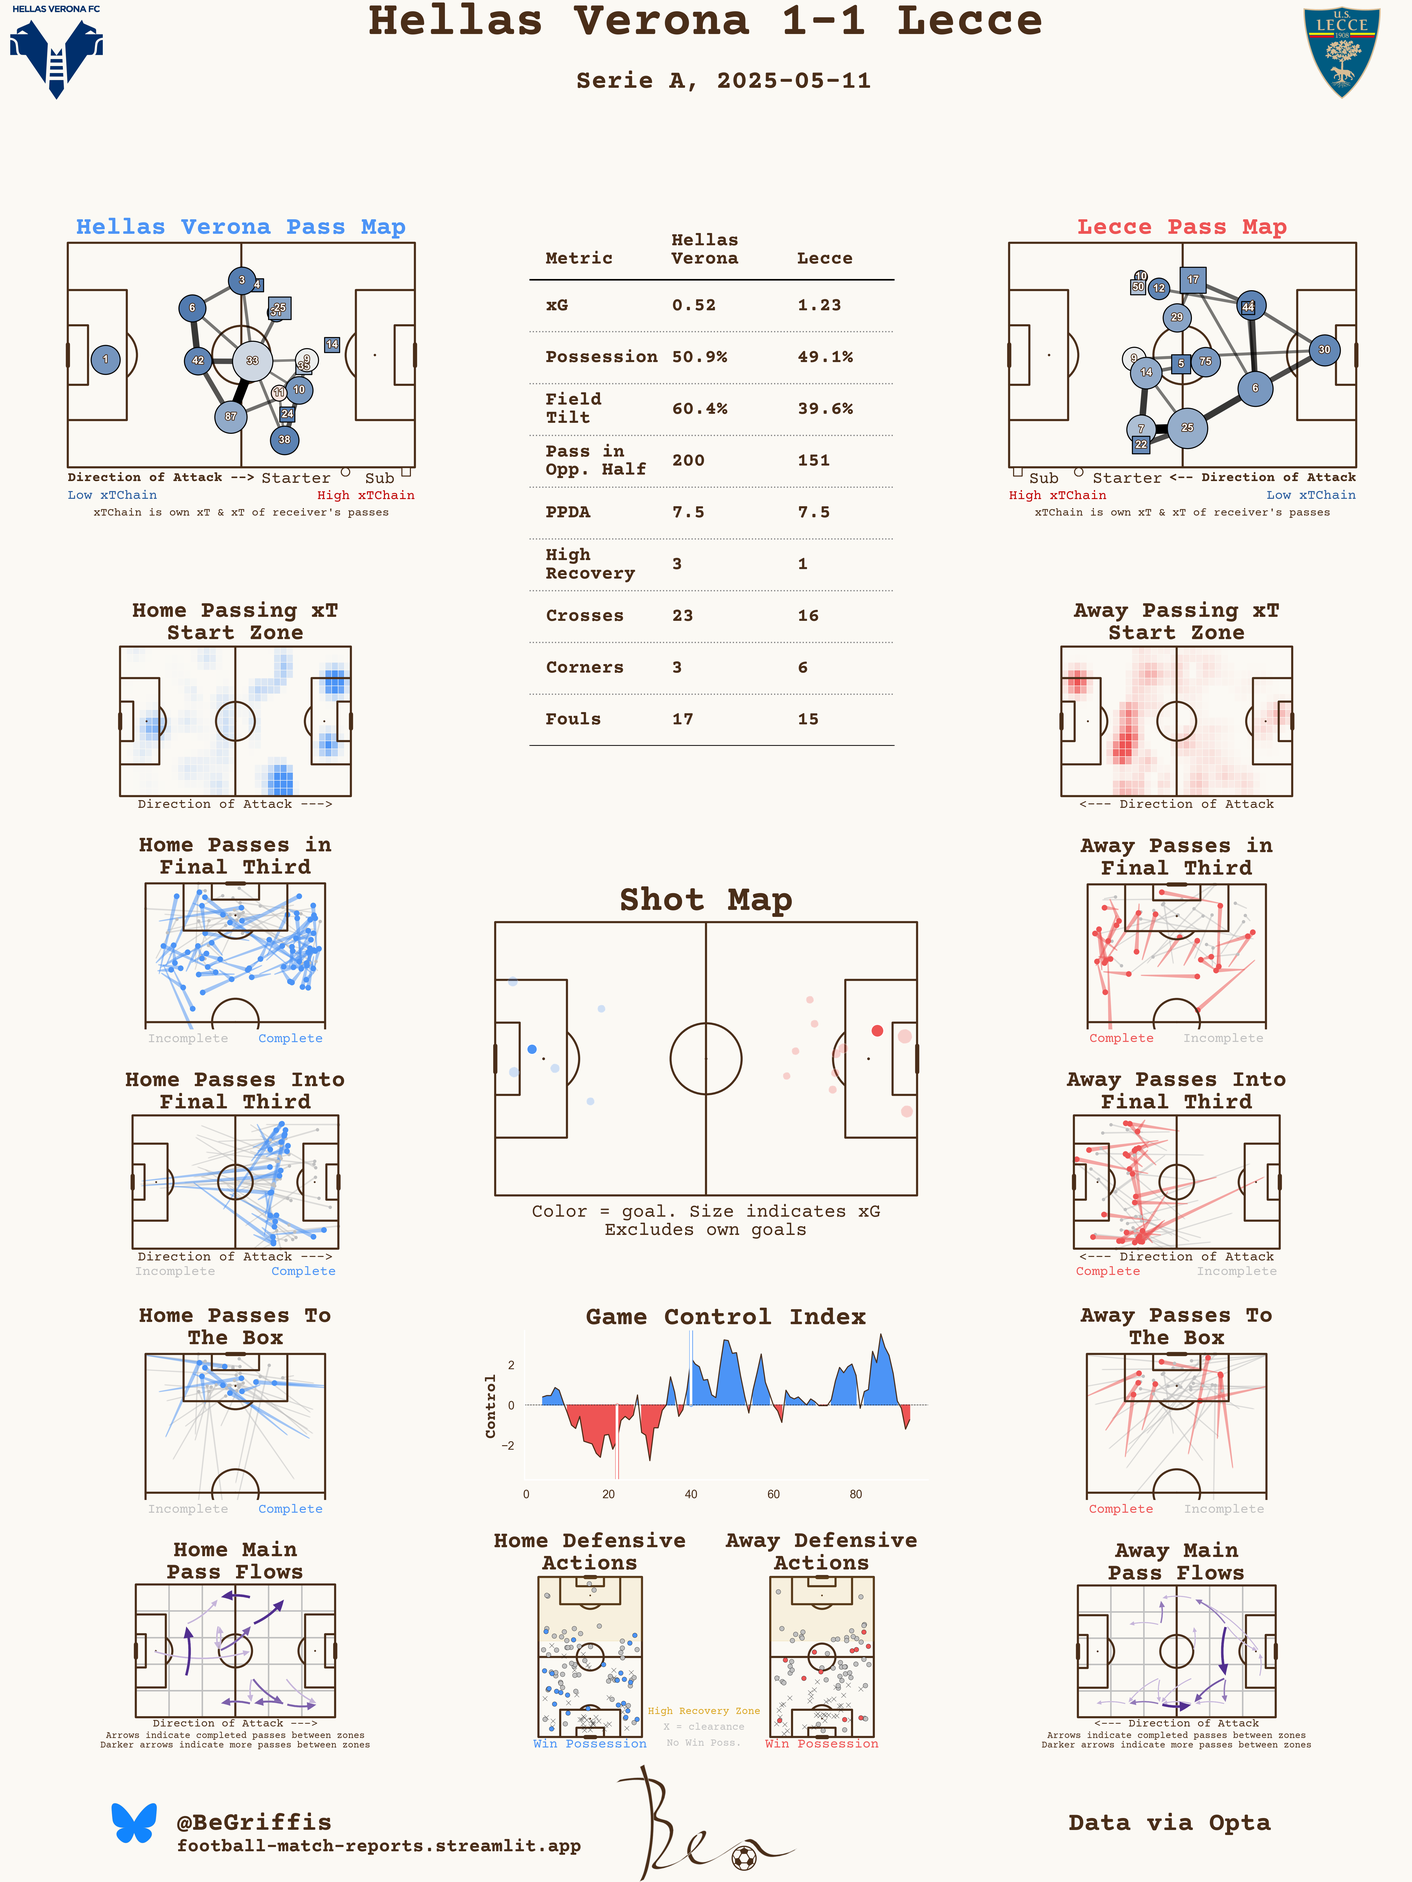 HELLAS VERONA FC
Hellas Verona 1-1 Lecce
U.S.
LECCE
1908
Serie A, 2025-05-11
Hellas Verona Pass Map
3
4
6
25
14
1
42
33
9
35
11
10
87
24
38
Direction of Attack --> Starter Sub
Low xTChain High xTChain
xTChain is own xT & xT of receiver's passes
Metric Hellas Verona Lecce
xG 0.52 1.23
Possession 50.9% 49.1%
Field Tilt 60.4% 39.6%
Pass in Opp. Half 200 151
PPDA 7.5 7.5
High Recovery 3 1
Crosses 23 16
Corners 3 6
Fouls 17 15
Lecce Pass Map
10
50
12
17
44
29
30
9
14
5
75
6
7
25
22
Sub Starter <-- Direction of Attack
High xTChain Low xTChain
xTChain is own xT & xT of receiver's passes
Home Passing xT
Start Zone
Direction of Attack --->
Away Passing xT
Start Zone
<--- Direction of Attack
Home Passes in
Final Third
Incomplete Complete
Shot Map
Color = goal. Size indicates xG
Excludes own goals
Away Passes in
Final Third
Complete Incomplete
Home Passes Into
Final Third
Direction of Attack --->
Incomplete Complete
Away Passes Into
Final Third
<--- Direction of Attack
Complete Incomplete
Home Passes To
The Box
Incomplete Complete
Game Control Index
Control
2
0
−2
0 20 40 60 80
Away Passes To
The Box
Complete Incomplete
Home Main
Pass Flows
Direction of Attack --->
Arrows indicate completed passes between zones
Darker arrows indicate more passes between zones
Home Defensive
Actions
Win Possession
High Recovery Zone
X = clearance
No Win Poss.
Away Defensive
Actions
Win Possession
Away Main
Pass Flows
<--- Direction of Attack
Arrows indicate completed passes between zones
Darker arrows indicate more passes between zones
@BeGriffis
football-match-reports.streamlit.app
Ben
Data via Opta